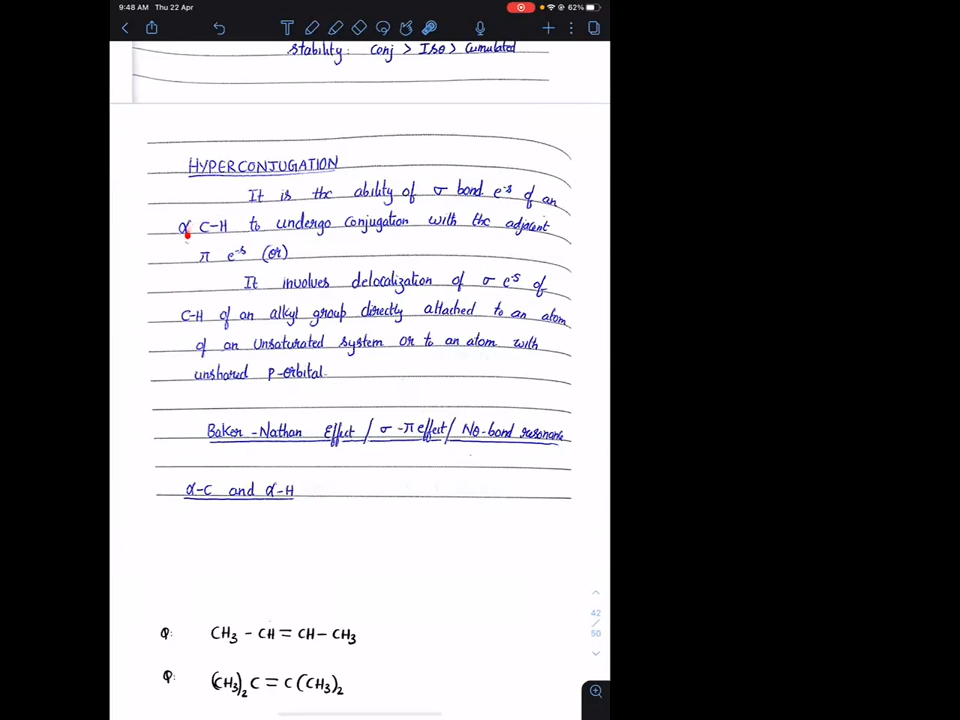 9:48 AM Thu 22 Apr
62%
Stability: Conj > Iso > Cumulated
HYPERCONJUGATION
It is the ability of σ bond e⁻s of an
α C-H to undergo conjugation with the adjacent
π e⁻s (or)
It involves delocalization of σ e⁻s of
C-H of an alkyl group directly attached to an atom
of an unsaturated system or to an atom with
unshared p-orbital.
Baker-Nathan Effect / σ-π effect / No-bond resonance
α-C and α-H
Q: CH₃ - CH = CH - CH₃
Q: (CH₃)₂ C = C (CH₃)₂
42
/
50